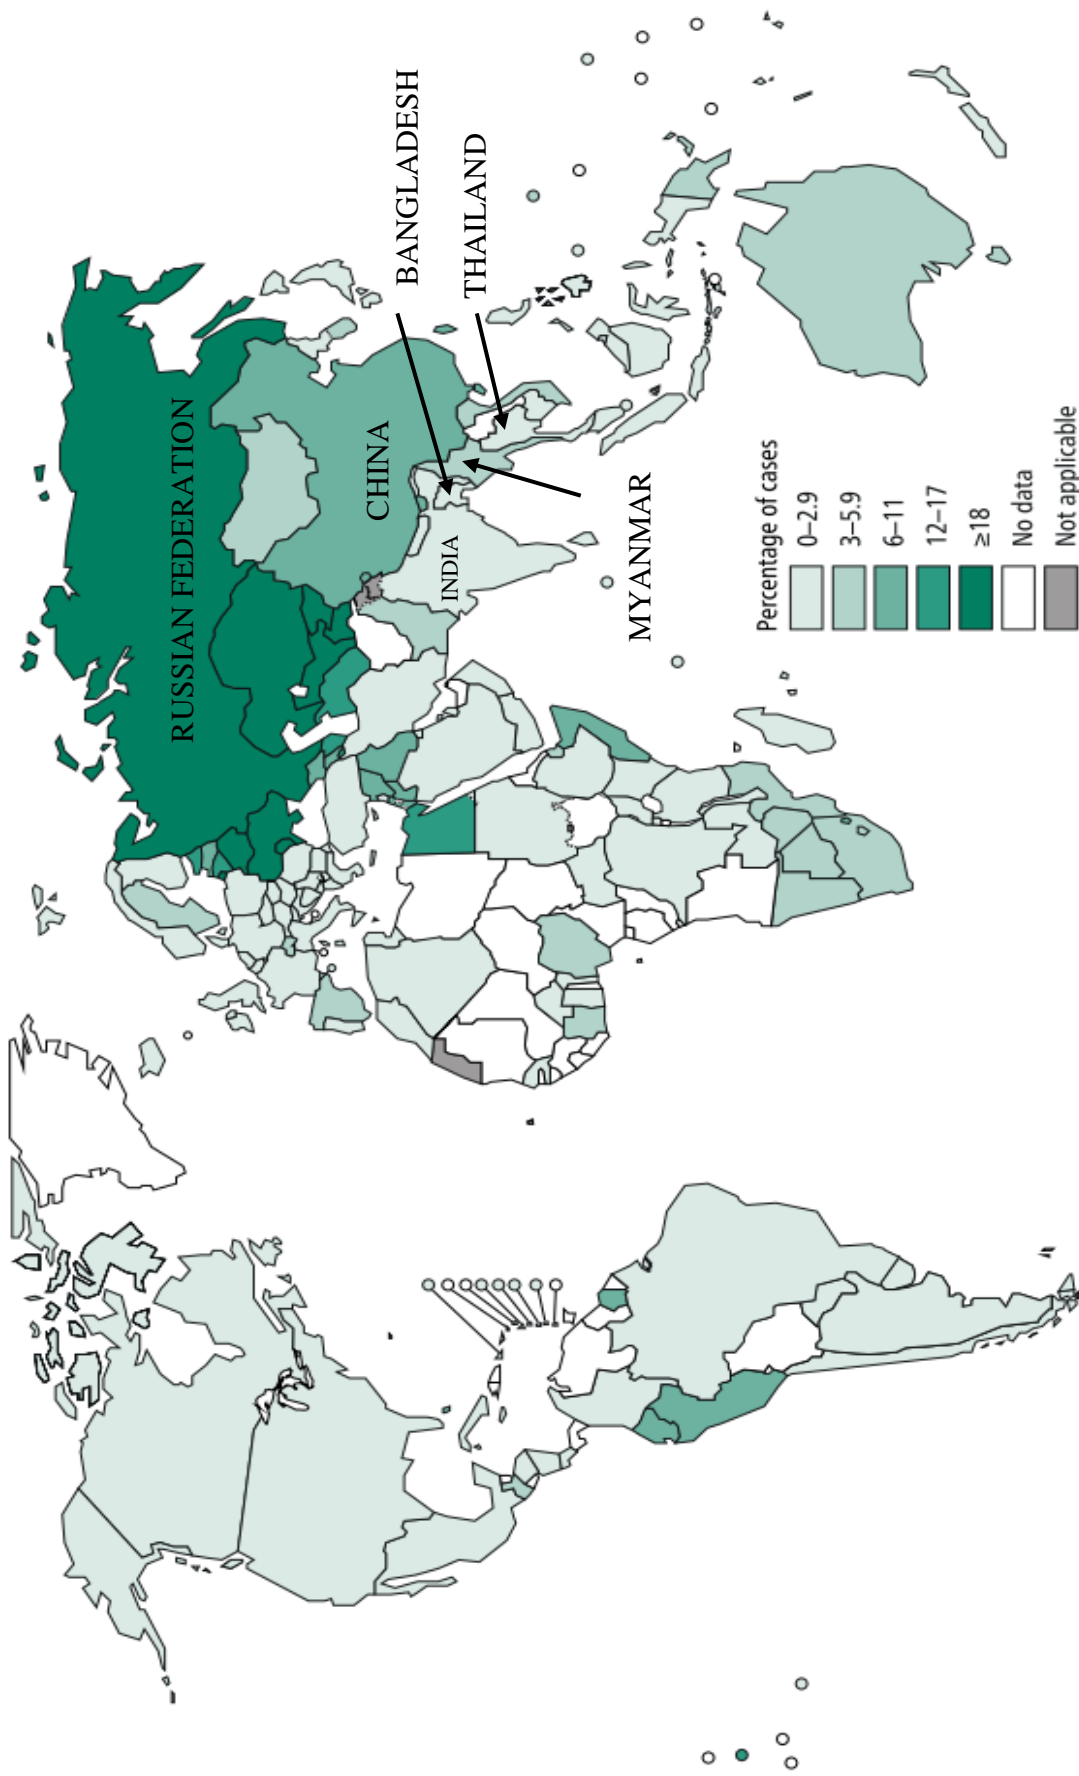 RUSSIAN FEDERATION
CHINA
INDIA
BANGLADESH
THAILAND
MYANMAR
Percentage of cases
0–2.9
3–5.9
6–11
12–17
≥18
No data
Not applicable